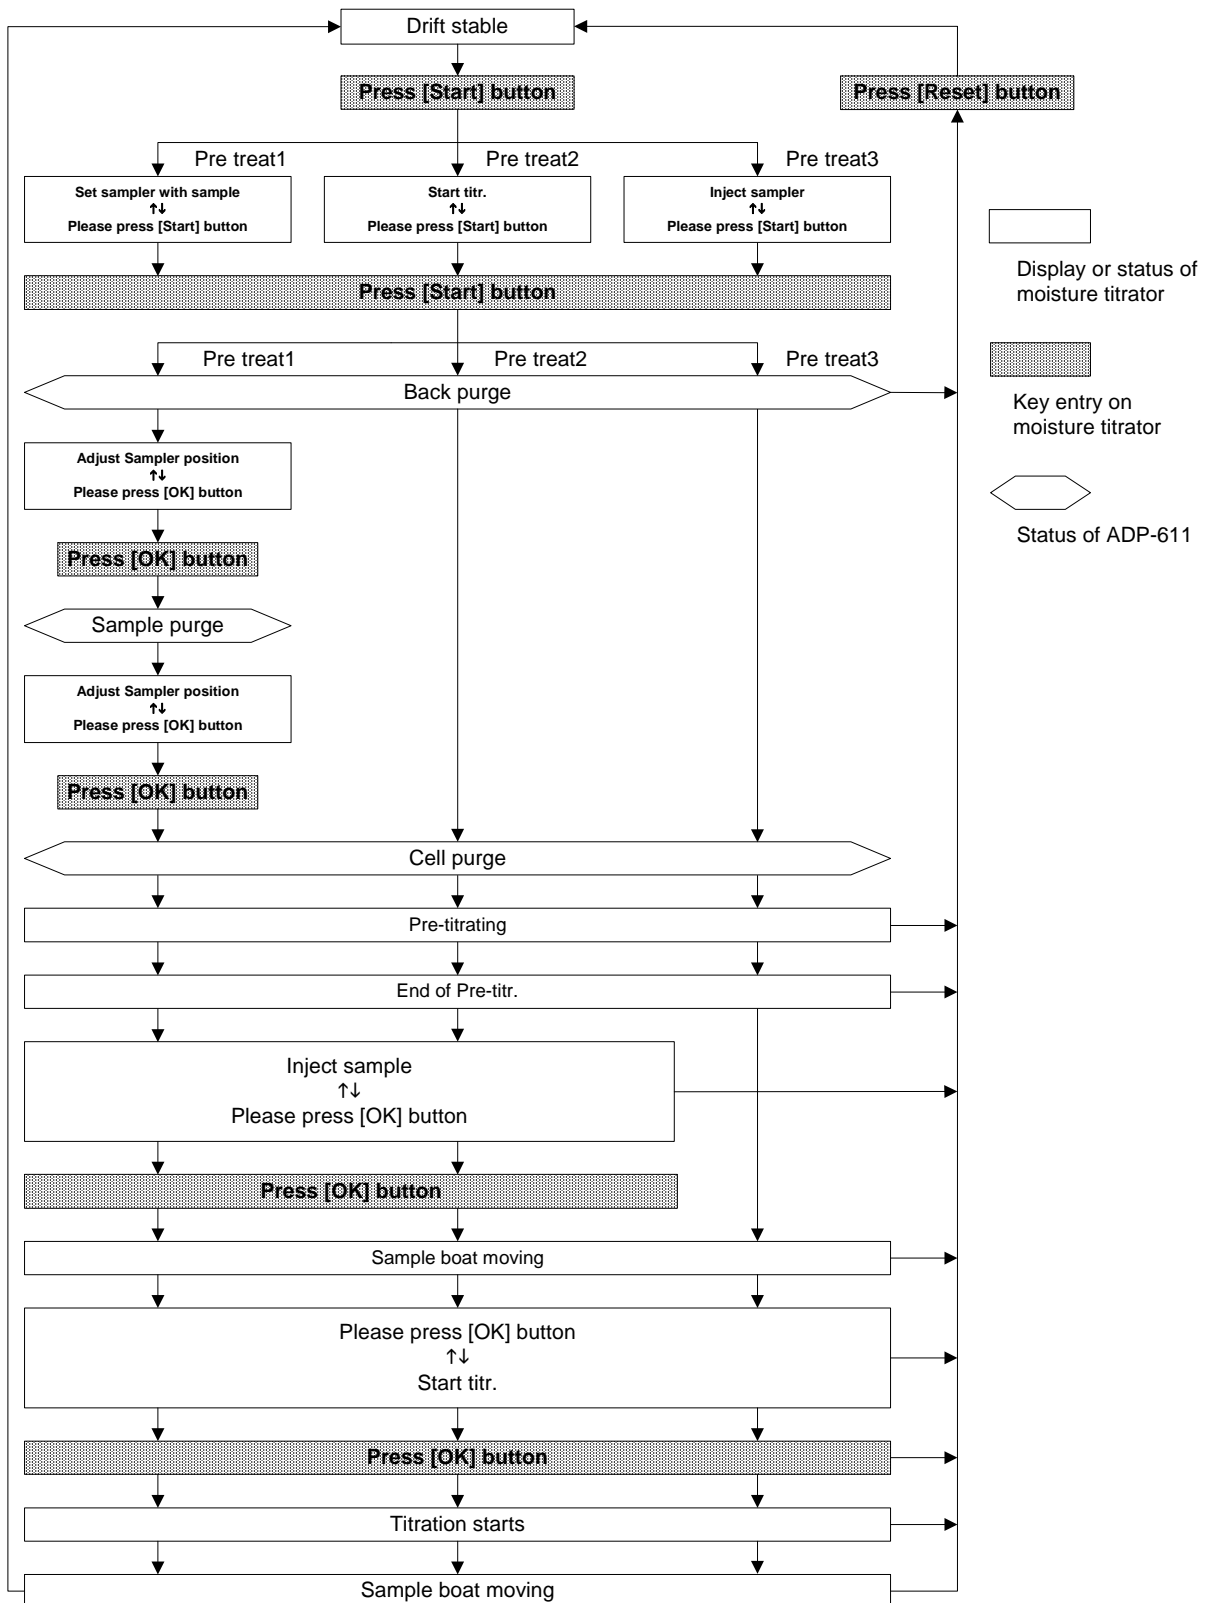 Drift stable
Press [Start] button
Press [Reset] button
Pre treat1
Pre treat2
Pre treat3
Set sampler with sample
↑↓
Please press [Start] button
Start titr.
↑↓
Please press [Start] button
Inject sampler
↑↓
Please press [Start] button
Display or status of
moisture titrator
Press [Start] button
Pre treat1
Pre treat2
Pre treat3
Back purge
Key entry on
moisture titrator
Adjust Sampler position
↑↓
Please press [OK] button
Status of ADP-611
Press [OK] button
Sample purge
Adjust Sampler position
↑↓
Please press [OK] button
Press [OK] button
Cell purge
Pre-titrating
End of Pre-titr.
Inject sample
↑↓
Please press [OK] button
Press [OK] button
Sample boat moving
Please press [OK] button
↑↓
Start titr.
Press [OK] button
Titration starts
Sample boat moving